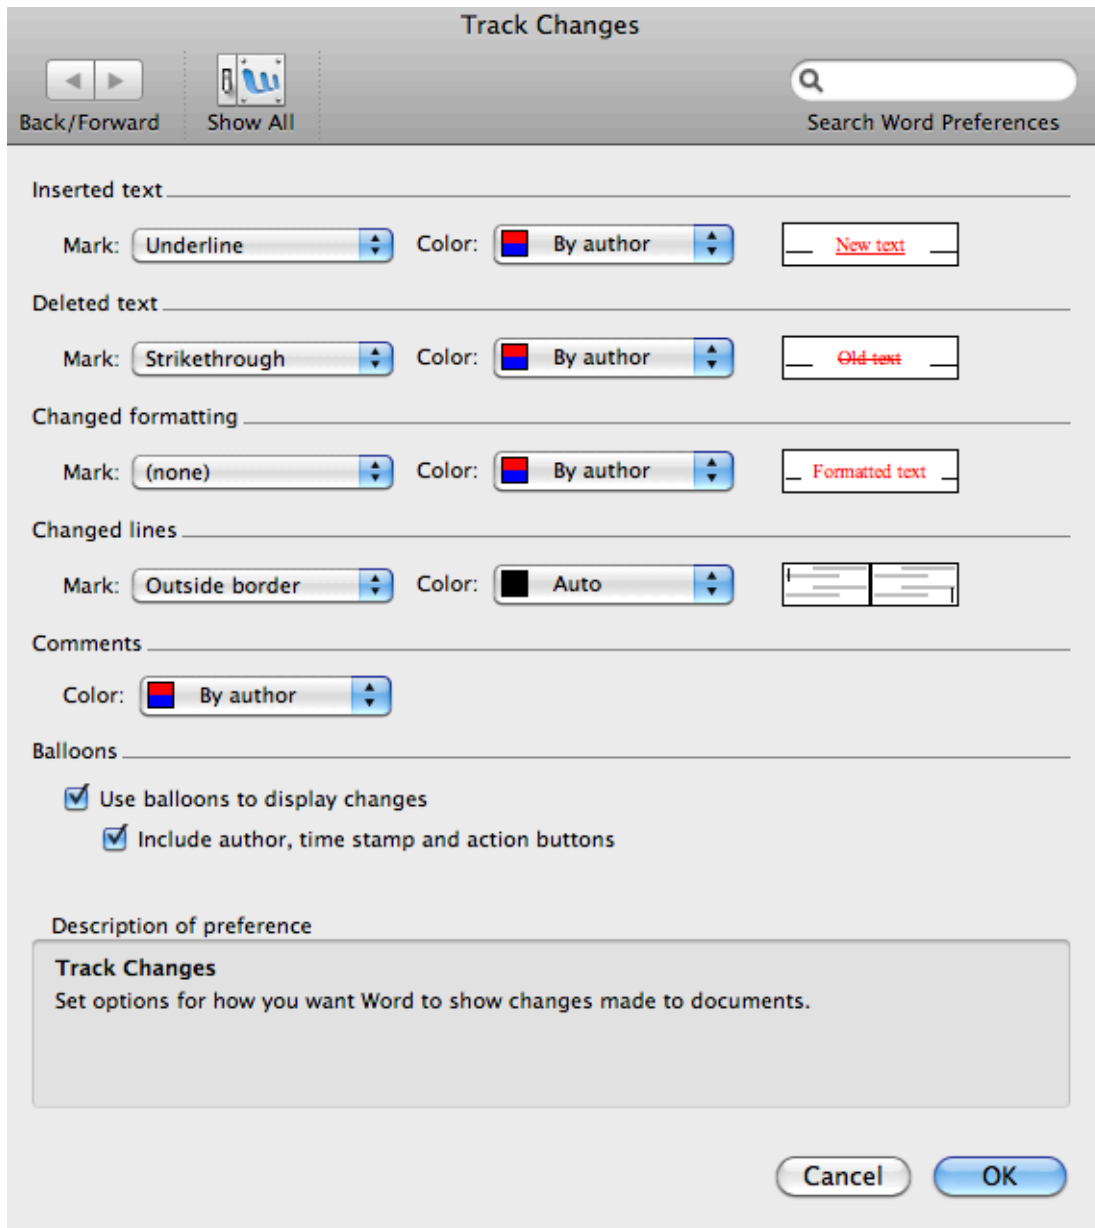 Track Changes
Back/Forward
Show All
Search Word Preferences
Inserted text
Mark: Underline Color: By author New text
Deleted text
Mark: Strikethrough Color: By author Old text
Changed formatting
Mark: (none) Color: By author Formatted text
Changed lines
Mark: Outside border Color: Auto
Comments
Color: By author
Balloons
Use balloons to display changes
Include author, time stamp and action buttons
Description of preference
Track Changes
Set options for how you want Word to show changes made to documents.
Cancel OK